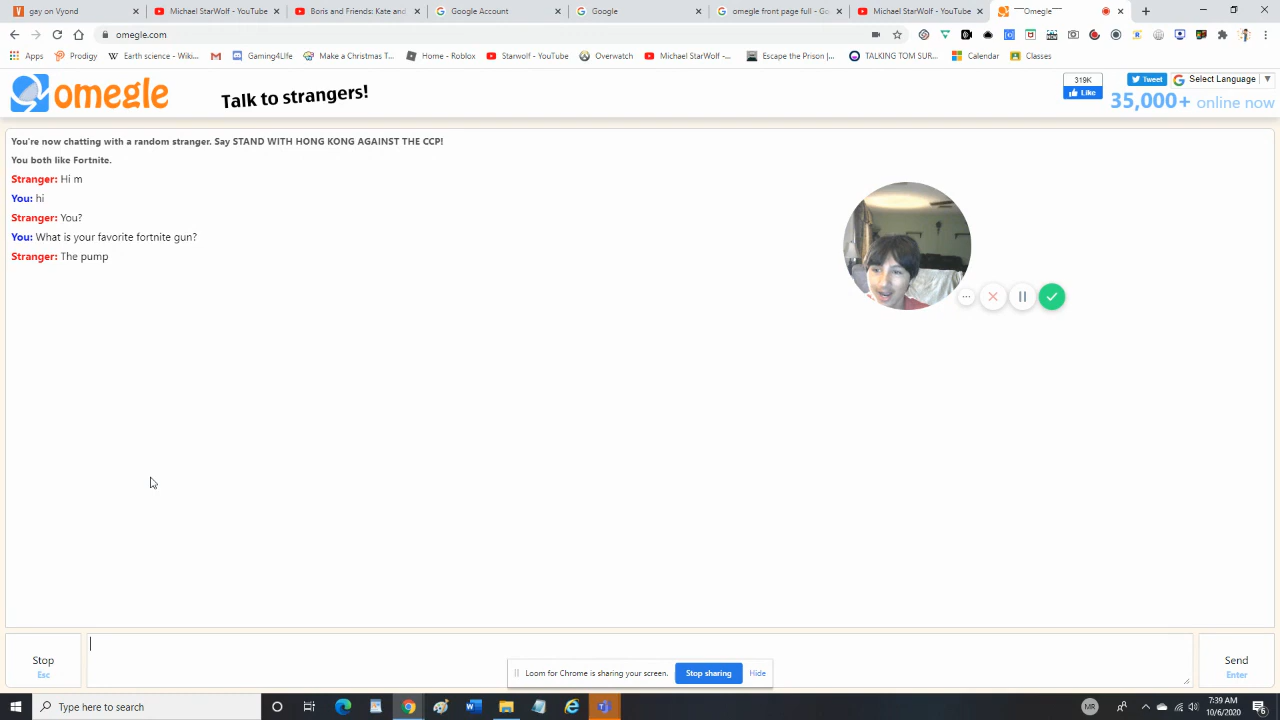 gay on Vyond
Michael StarWolf - YouTube
Boris and Friends: Kate and
Google Account
Google
omegle front page full - Go
Michael StarWolf - YouTube
Omegle
omegle.com
Apps
Prodigy
Earth science - Wiki...
Gaming4Life
Make a Christmas T...
Home - Roblox
Starwolf - YouTube
Overwatch
Michael StarWolf -...
Escape the Prison |...
TALKING TOM SUR...
Calendar
Classes
omegle
Talk to strangers!
319K
Like
Tweet
Select Language
35,000+ online now
You're now chatting with a random stranger. Say STAND WITH HONG KONG AGAINST THE CCP!
You both like Fortnite.
Stranger: Hi m
You: hi
Stranger: You?
You: What is your favorite fortnite gun?
Stranger: The pump
Stop
Esc
Loom for Chrome is sharing your screen.
Stop sharing
Hide
Send
Enter
Type here to search
MR
7:39 AM
10/6/2020